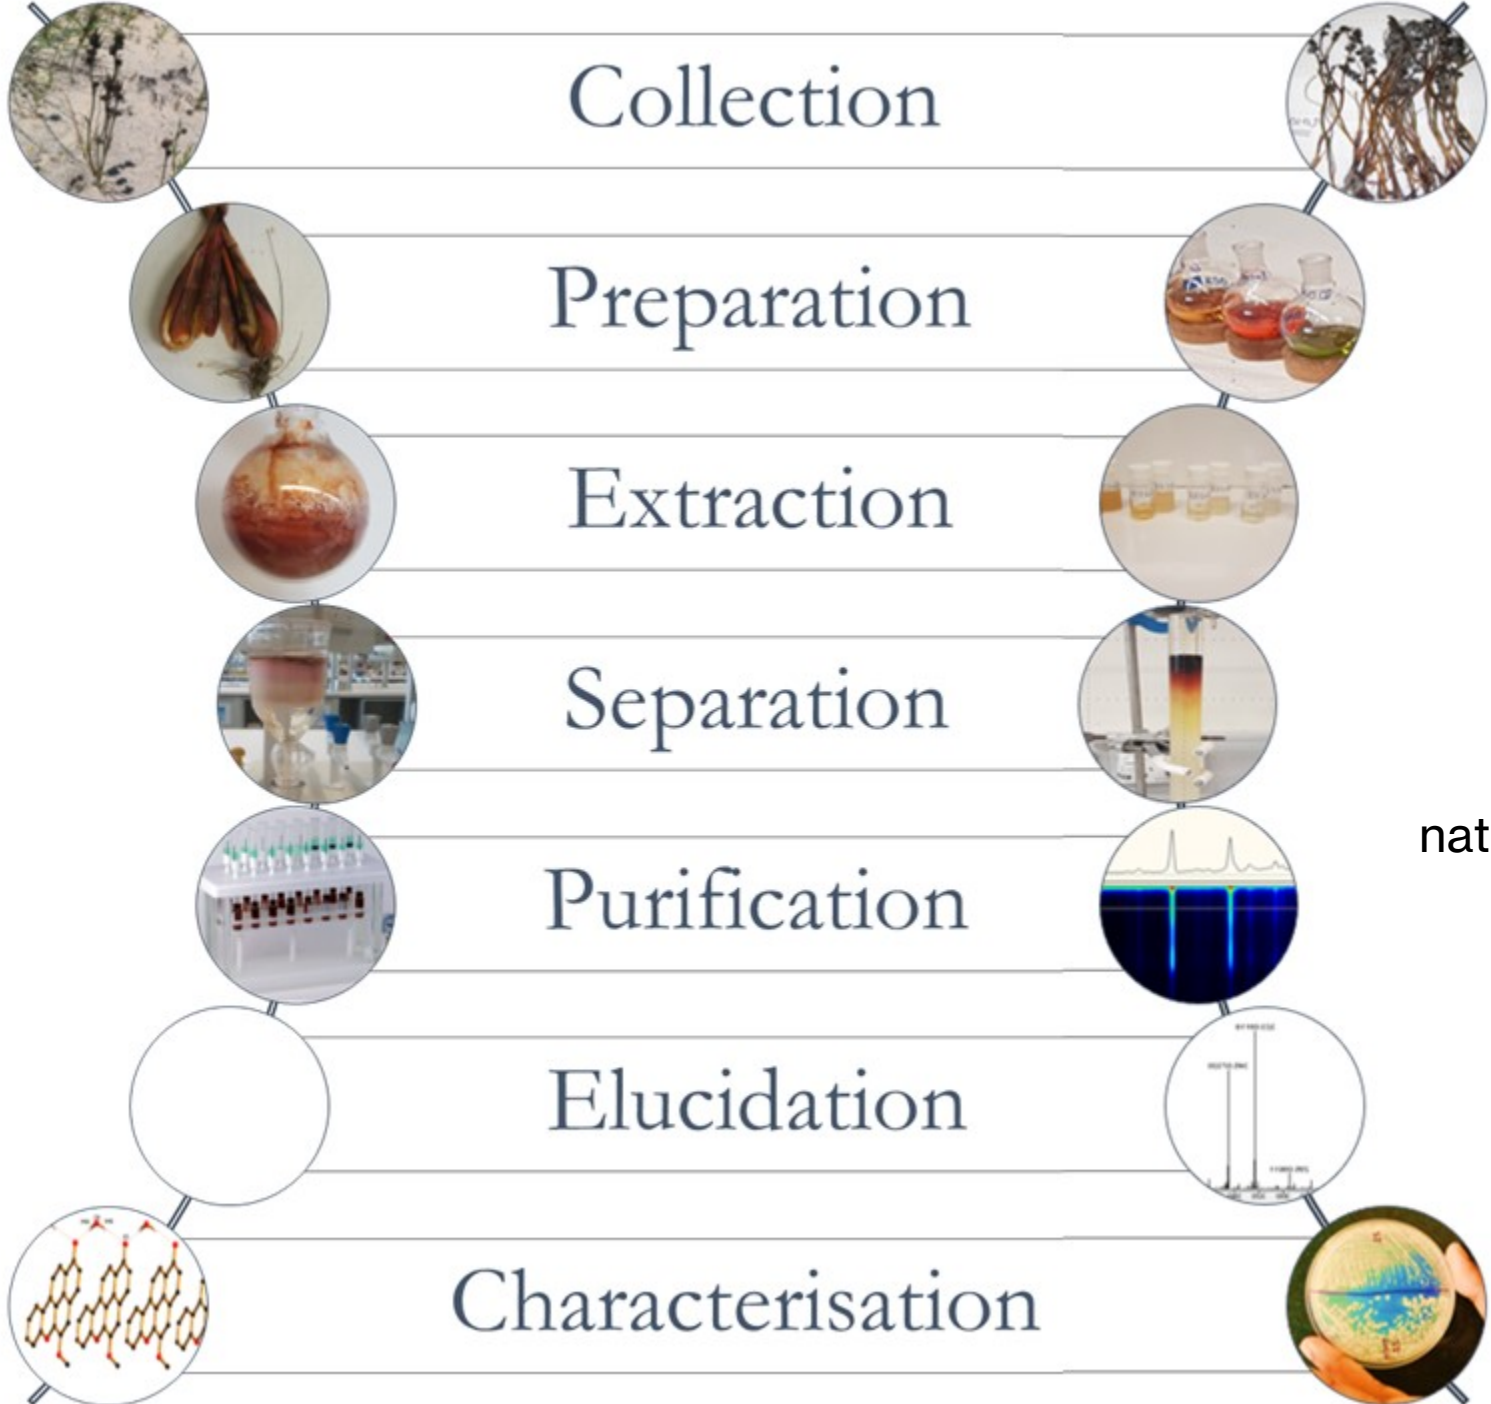 Collection
Preparation
Extraction
Separation
Purification
nat
Elucidation
Characterisation